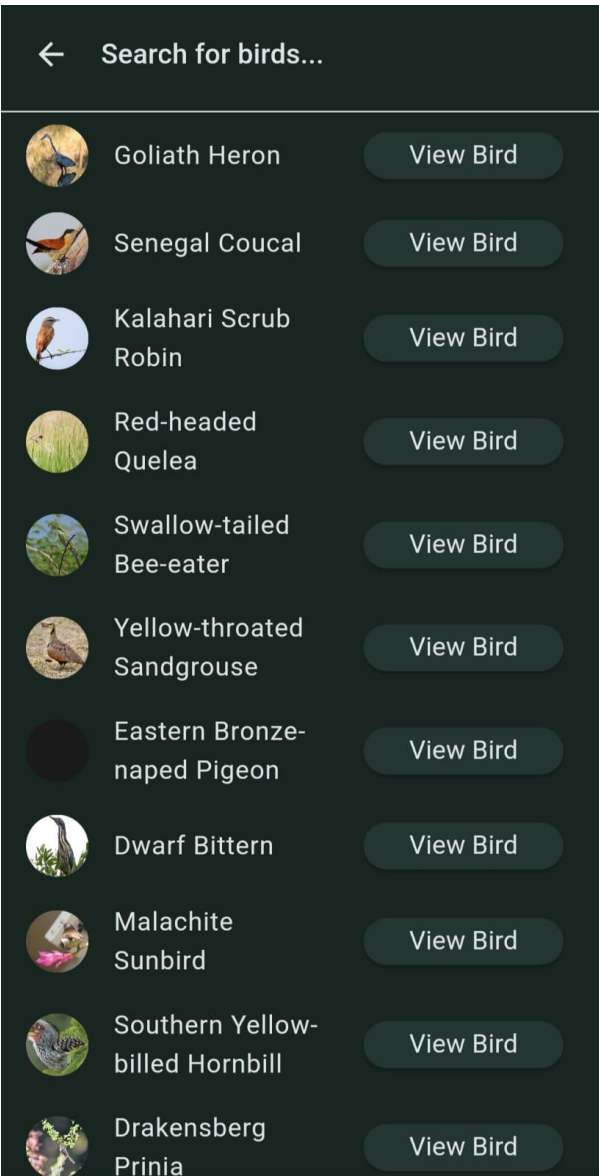 Search for birds...
Goliath Heron
View Bird
Senegal Coucal
View Bird
Kalahari Scrub
Robin
View Bird
Red-headed
Quelea
View Bird
Swallow-tailed
Bee-eater
View Bird
Yellow-throated
Sandgrouse
View Bird
Eastern Bronze-
naped Pigeon
View Bird
Dwarf Bittern
View Bird
Malachite
Sunbird
View Bird
Southern Yellow-
billed Hornbill
View Bird
Drakensberg
Prinia
View Bird